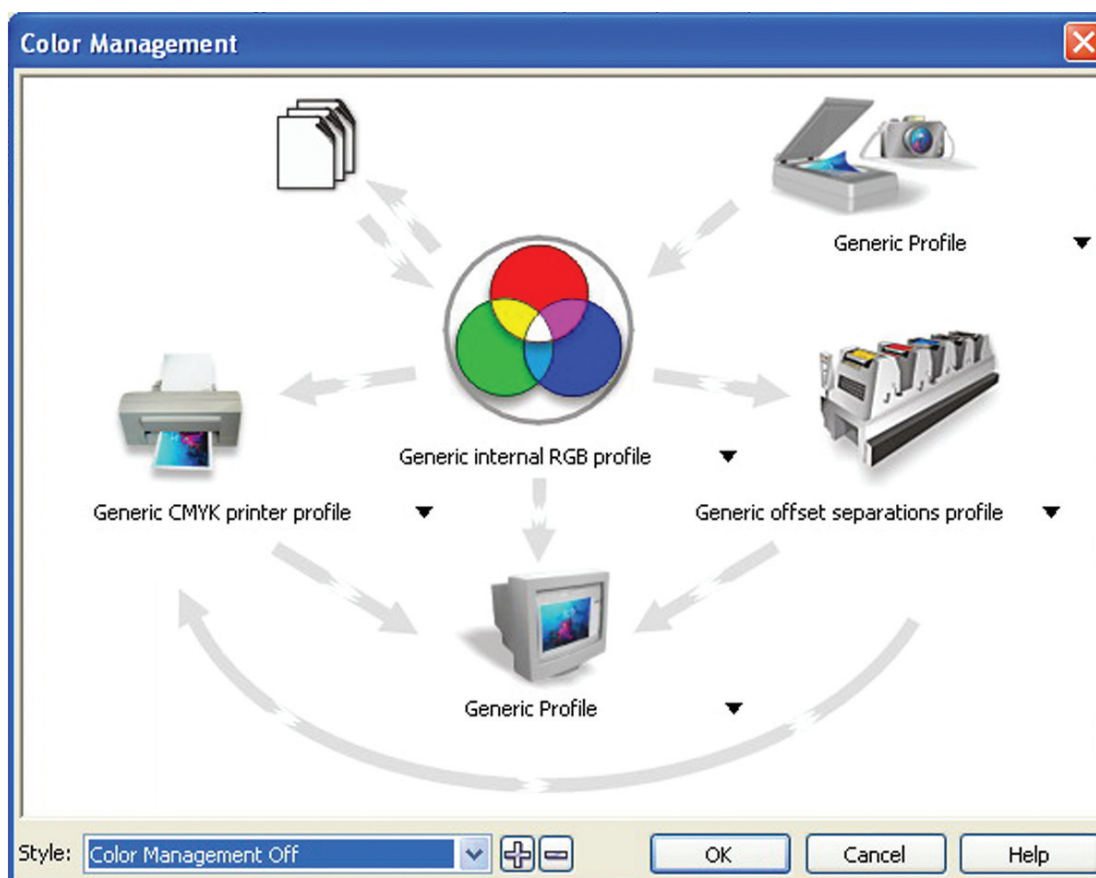 Color Management
Generic Profile
Generic internal RGB profile
Generic CMYK printer profile
Generic offset separations profile
Generic Profile
Style:
Color Management Off
OK
Cancel
Help